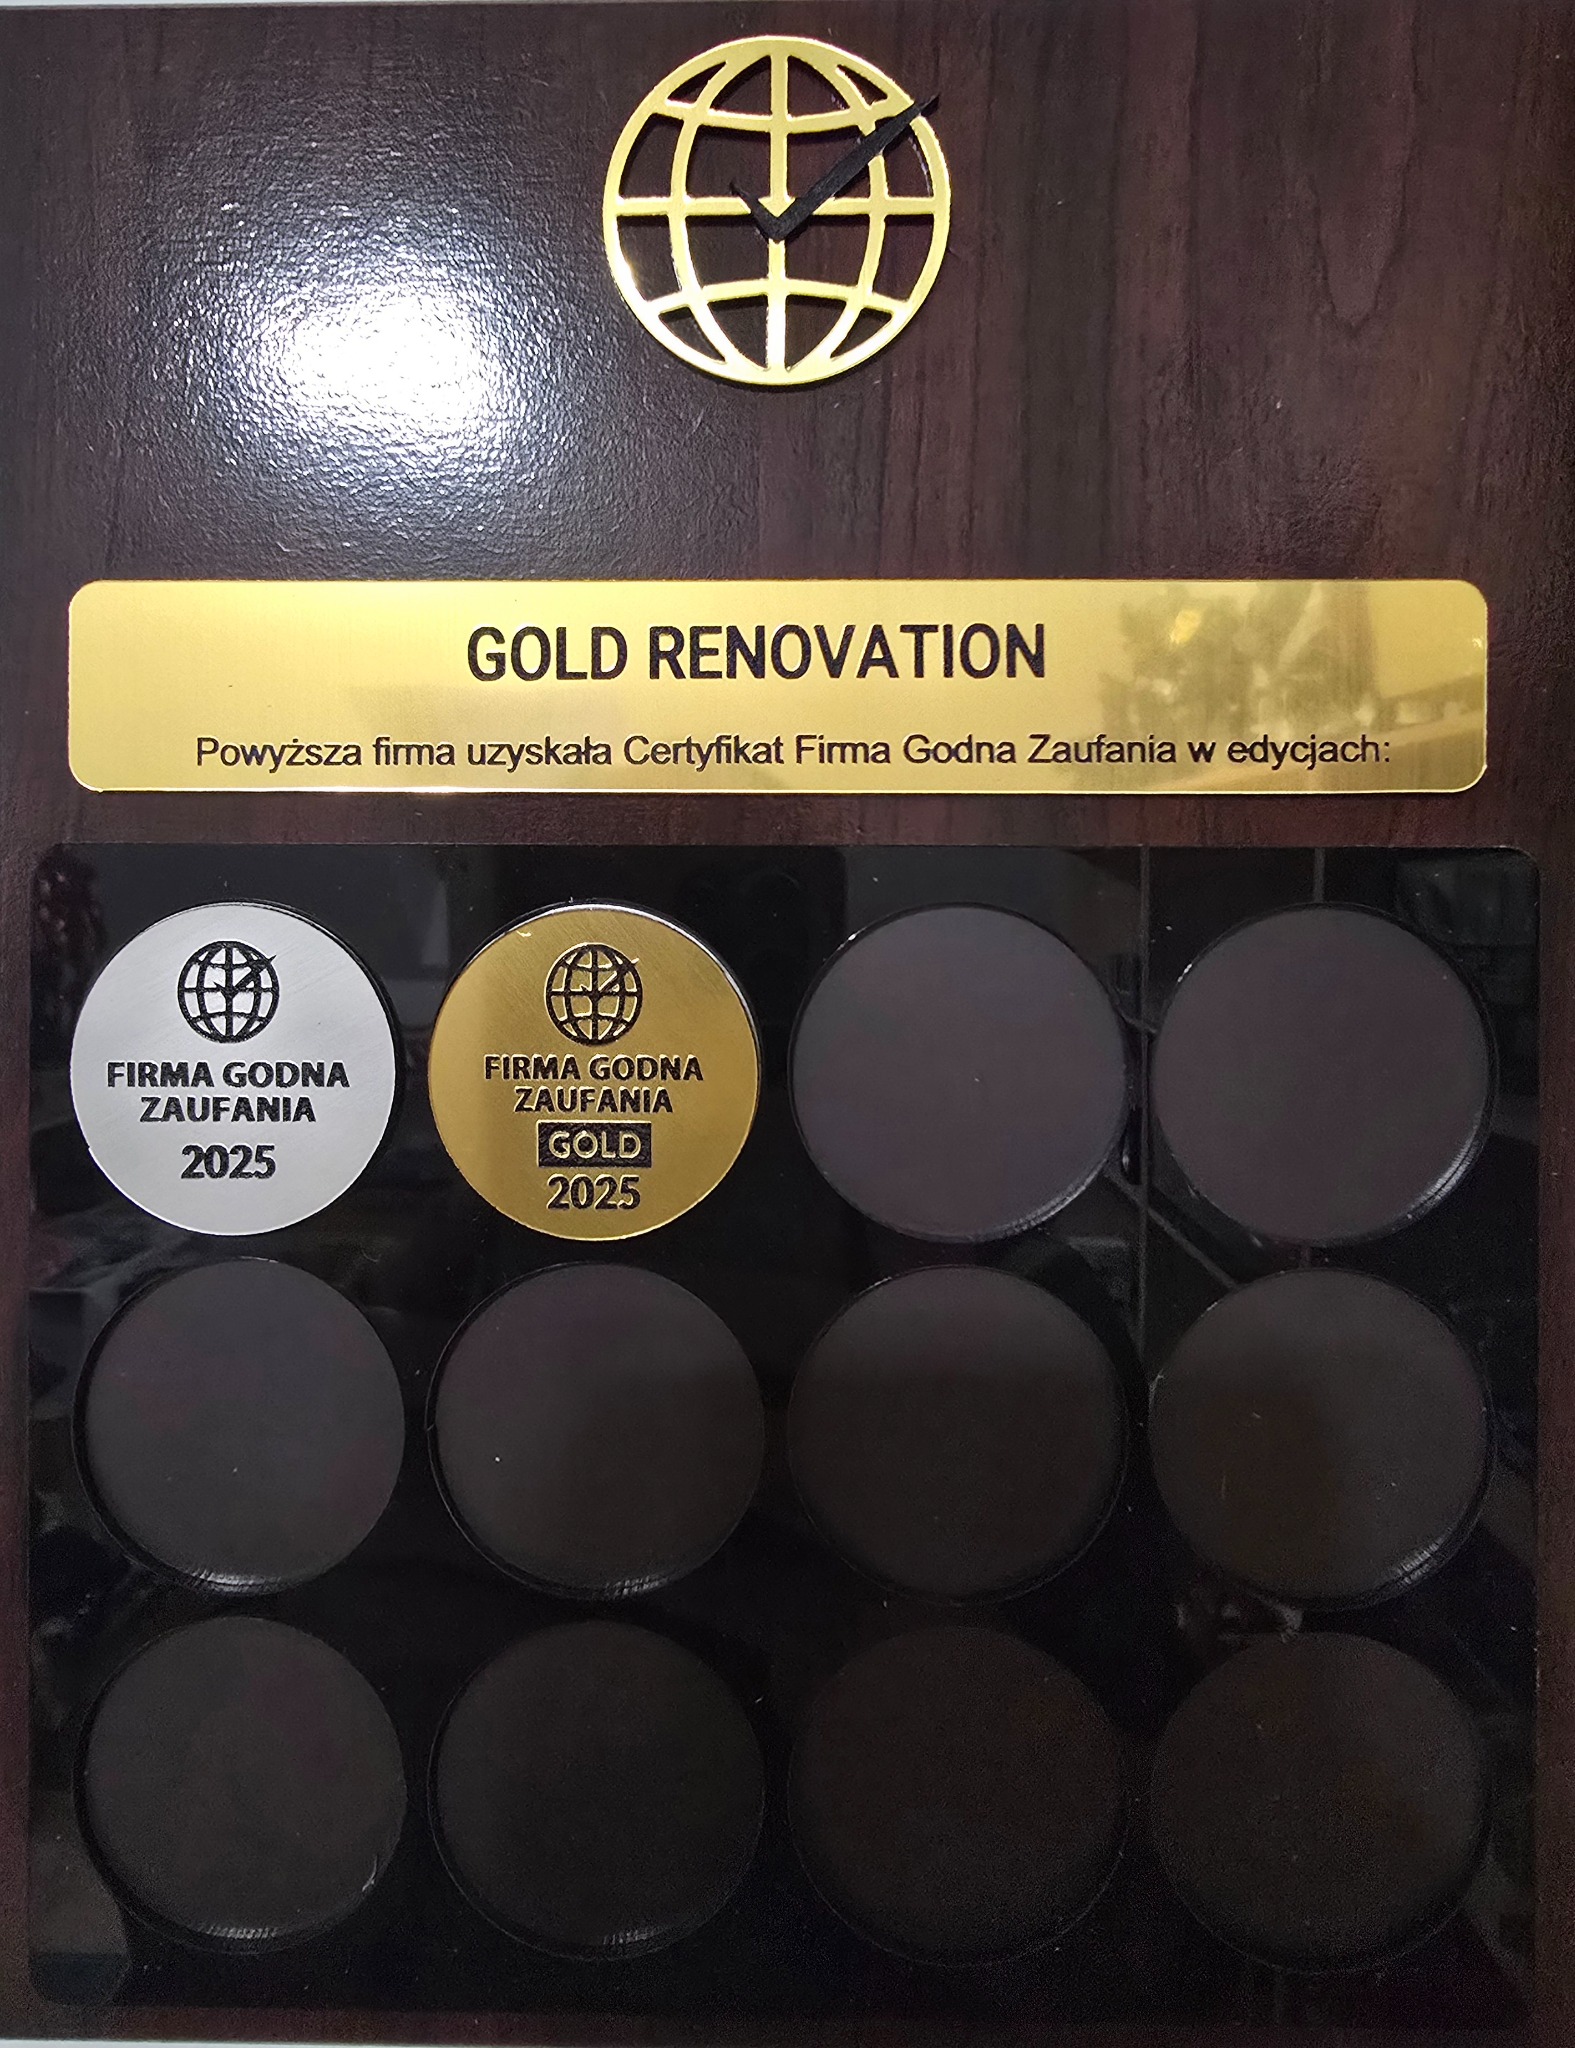 GOLD RENOVATION
Powyższa firma uzyskała Certyfikat Firma Godna Zaufania w edycjach:
FIRMA GODNA
ZAUFANIA
2025
FIRMA GODNA
ZAUFANIA
GOLD
2025